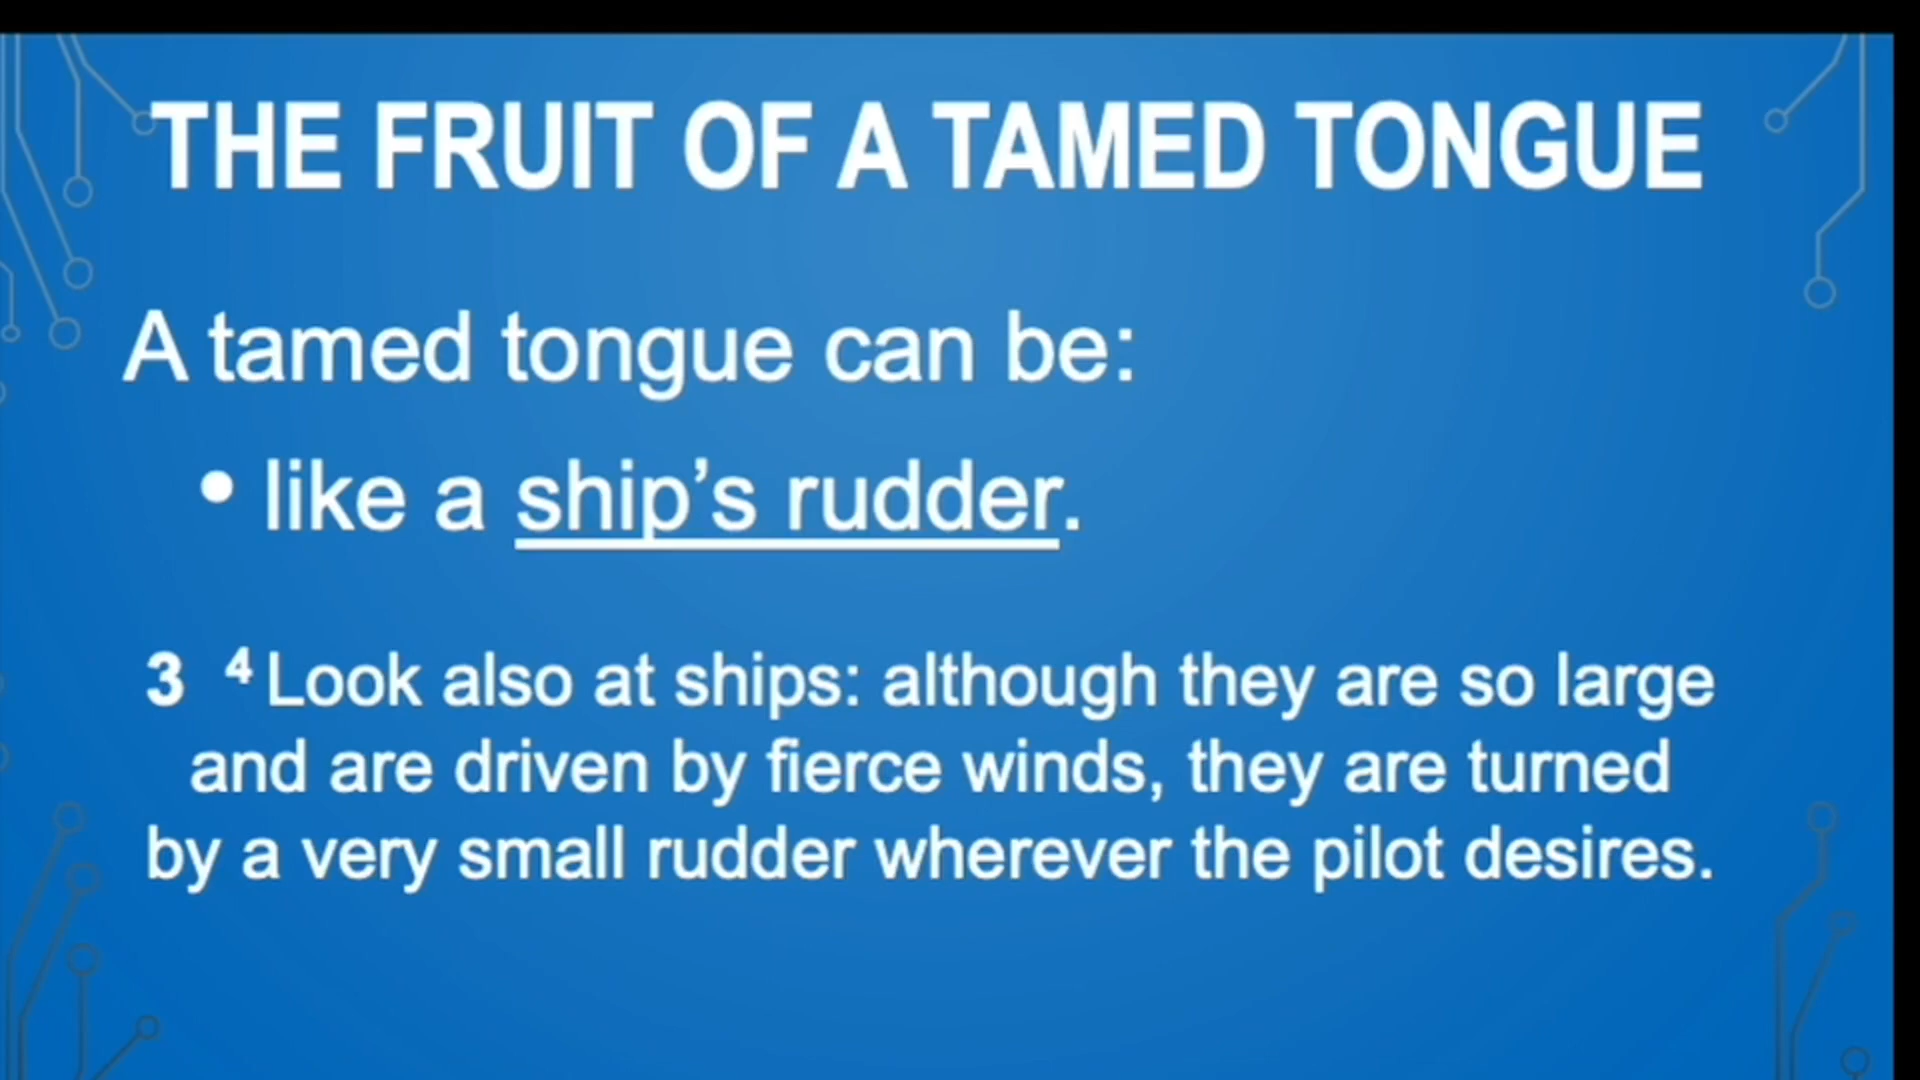 THE FRUIT OF A TAMED TONGUE
A tamed tongue can be:
• like a ship’s rudder.
3 4 Look also at ships: although they are so large
and are driven by fierce winds, they are turned
by a very small rudder wherever the pilot desires.